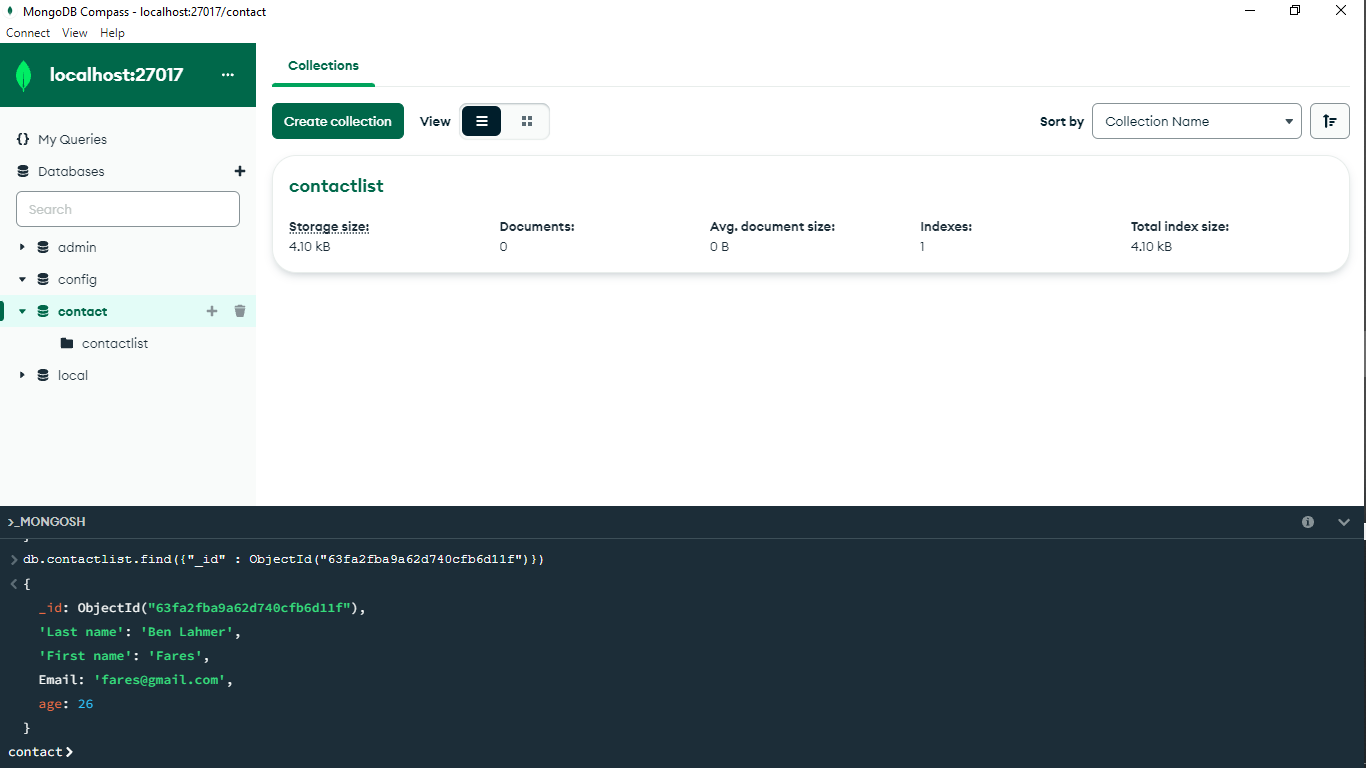 MongoDB Compass - localhost:27017/contact
Connect View Help
localhost:27017 ...
{} My Queries
Databases +
Search
admin
config
contact +
contactlist
local
Collections
Create collection View Sort by Collection Name
contactlist
Storage size: Documents: Avg. document size: Indexes: Total index size:
4.10 kB 0 0 B 1 4.10 kB
>_MONGOSH
}
> db.contactlist.find({"_id" : ObjectId("63fa2fba9a62d740cfb6d11f")})
< {
_id: ObjectId("63fa2fba9a62d740cfb6d11f"),
'Last name': 'Ben Lahmer',
'First name': 'Fares',
Email: 'fares@gmail.com',
age: 26
}
contact>